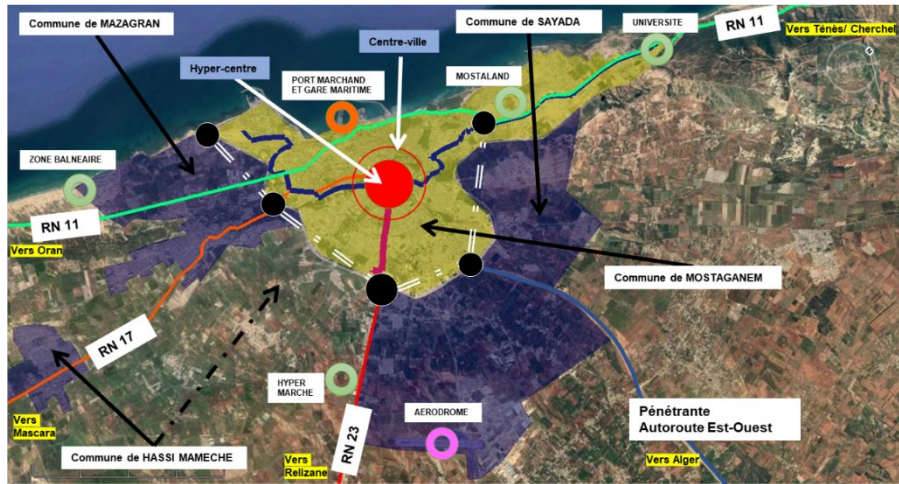 Commune de MAZAGRAN
Centre-ville
Commune de SAYADA
UNIVERSITE
RN 11
Vers Ténès/ Cherchel
Hyper-centre
PORT MARCHAND
ET GARE MARITIME
MOSTALAND
ZONE BALNEAIRE
RN 11
Vers Oran
Commune de MOSTAGANEM
RN 17
HYPER
MARCHE
AERODROME
Pénétrante
Autoroute Est-Ouest
Vers
Mascara
Commune de HASSI MAMECHE
Vers
Relizane
RN 23
Vers Alger